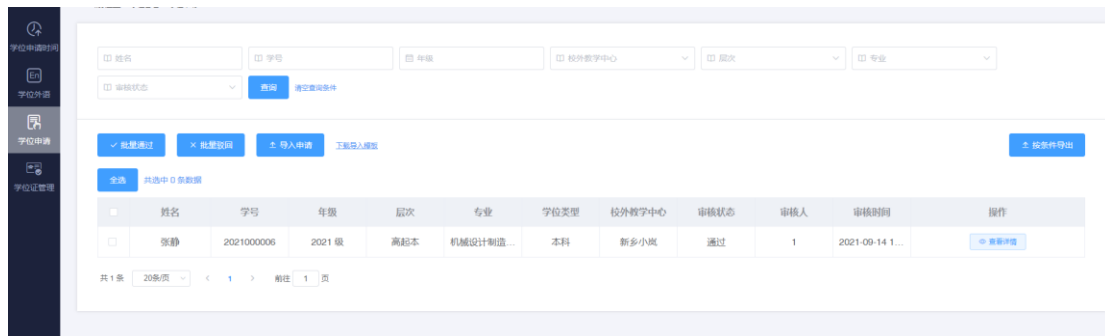 学位申请时间
En
学位外语
学位申请
学位证管理
姓名 学号 年级 校外教学中心 层次 专业
审核状态 查询 清空查询条件
批量通过 批量驳回 导入申请 下载导入模板 按条件导出
全选 共选中 0 条数据
姓名 学号 年级 层次 专业 学位类型 校外教学中心 审核状态 审核人 审核时间 操作
张静 2021000006 2021 级 高起本 机械设计制造... 本科 新乡小岚 通过 1 2021-09-14 1... 查看详情
共 1 条 20条/页 < 1 > 前往 1 页